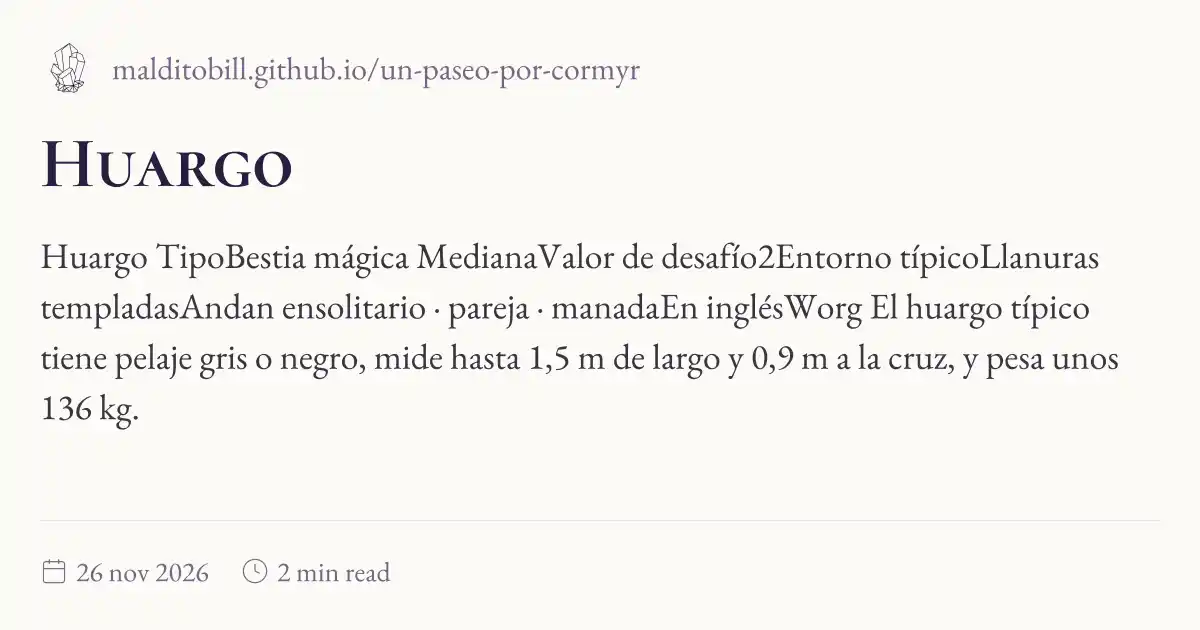 malditobill.github.io/un-paseo-por-cormyr
Huargo
Huargo TipoBestia mágica MedianaValor de desafío2Entorno típicoLlanuras
templadasAndan ensolitario · pareja · manadaEn inglésWorg El huargo típico
tiene pelaje gris o negro, mide hasta 1,5 m de largo y 0,9 m a la cruz, y pesa unos
136 kg.
26 nov 2026 2 min read